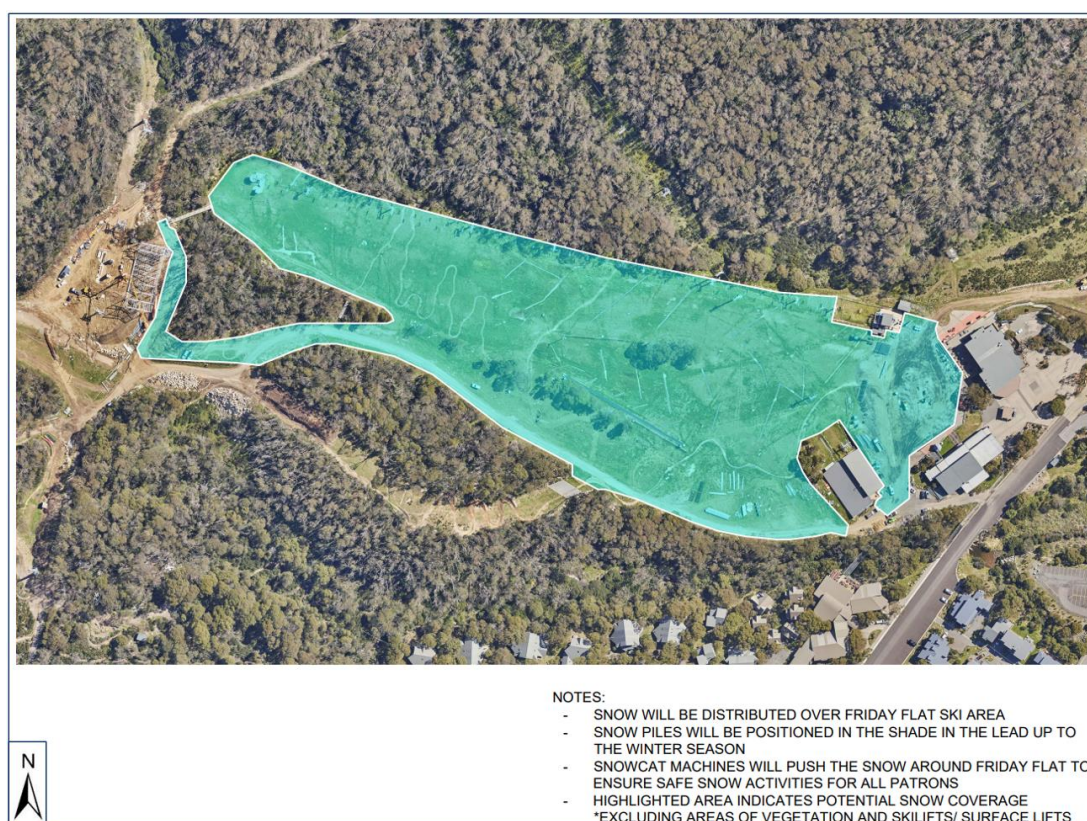 NOTES:
- SNOW WILL BE DISTRIBUTED OVER FRIDAY FLAT SKI AREA
- SNOW PILES WILL BE POSITIONED IN THE SHADE IN THE LEAD UP TO
THE WINTER SEASON
- SNOWCAT MACHINES WILL PUSH THE SNOW AROUND FRIDAY FLAT TO
ENSURE SAFE SNOW ACTIVITIES FOR ALL PATRONS
- HIGHLIGHTED AREA INDICATES POTENTIAL SNOW COVERAGE
*EXCLUDING AREAS OF VEGETATION AND SKILIFTS/ SURFACE LIFTS
N